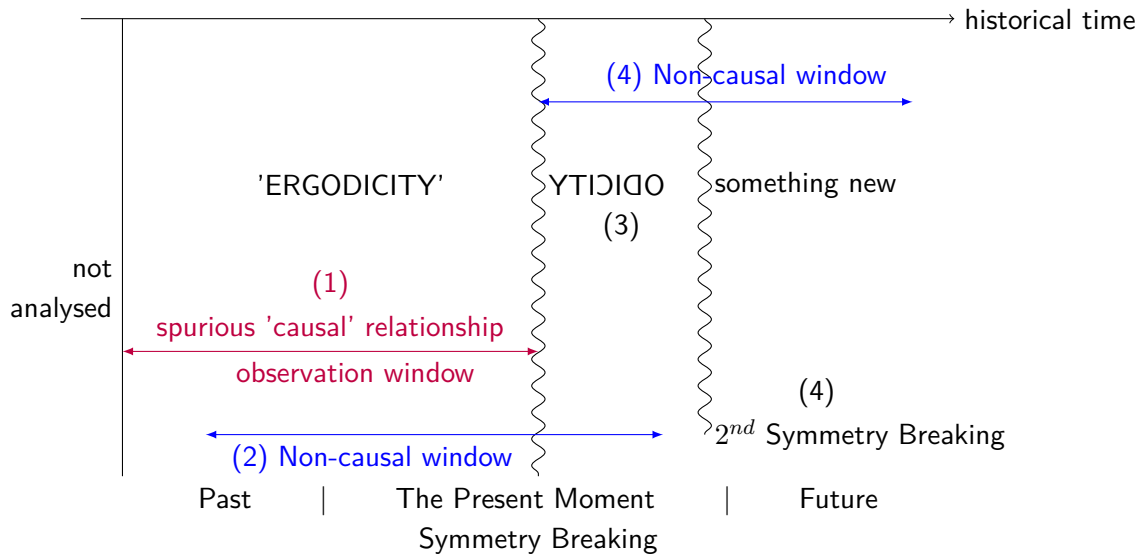 historical time
(4) Non-causal window
'ERGODICITY'
YTIƆIDO
something new
(3)
not
analysed
(1)
spurious 'causal' relationship
observation window
(4)
2nd Symmetry Breaking
(2) Non-causal window
Past | The Present Moment | Future
Symmetry Breaking